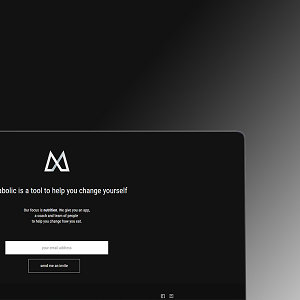 is a tool to help you change yourself
Our focus is nutrition. We give you an app,
a coach and team of people
to help you change how you eat.
your email address
send me an invite